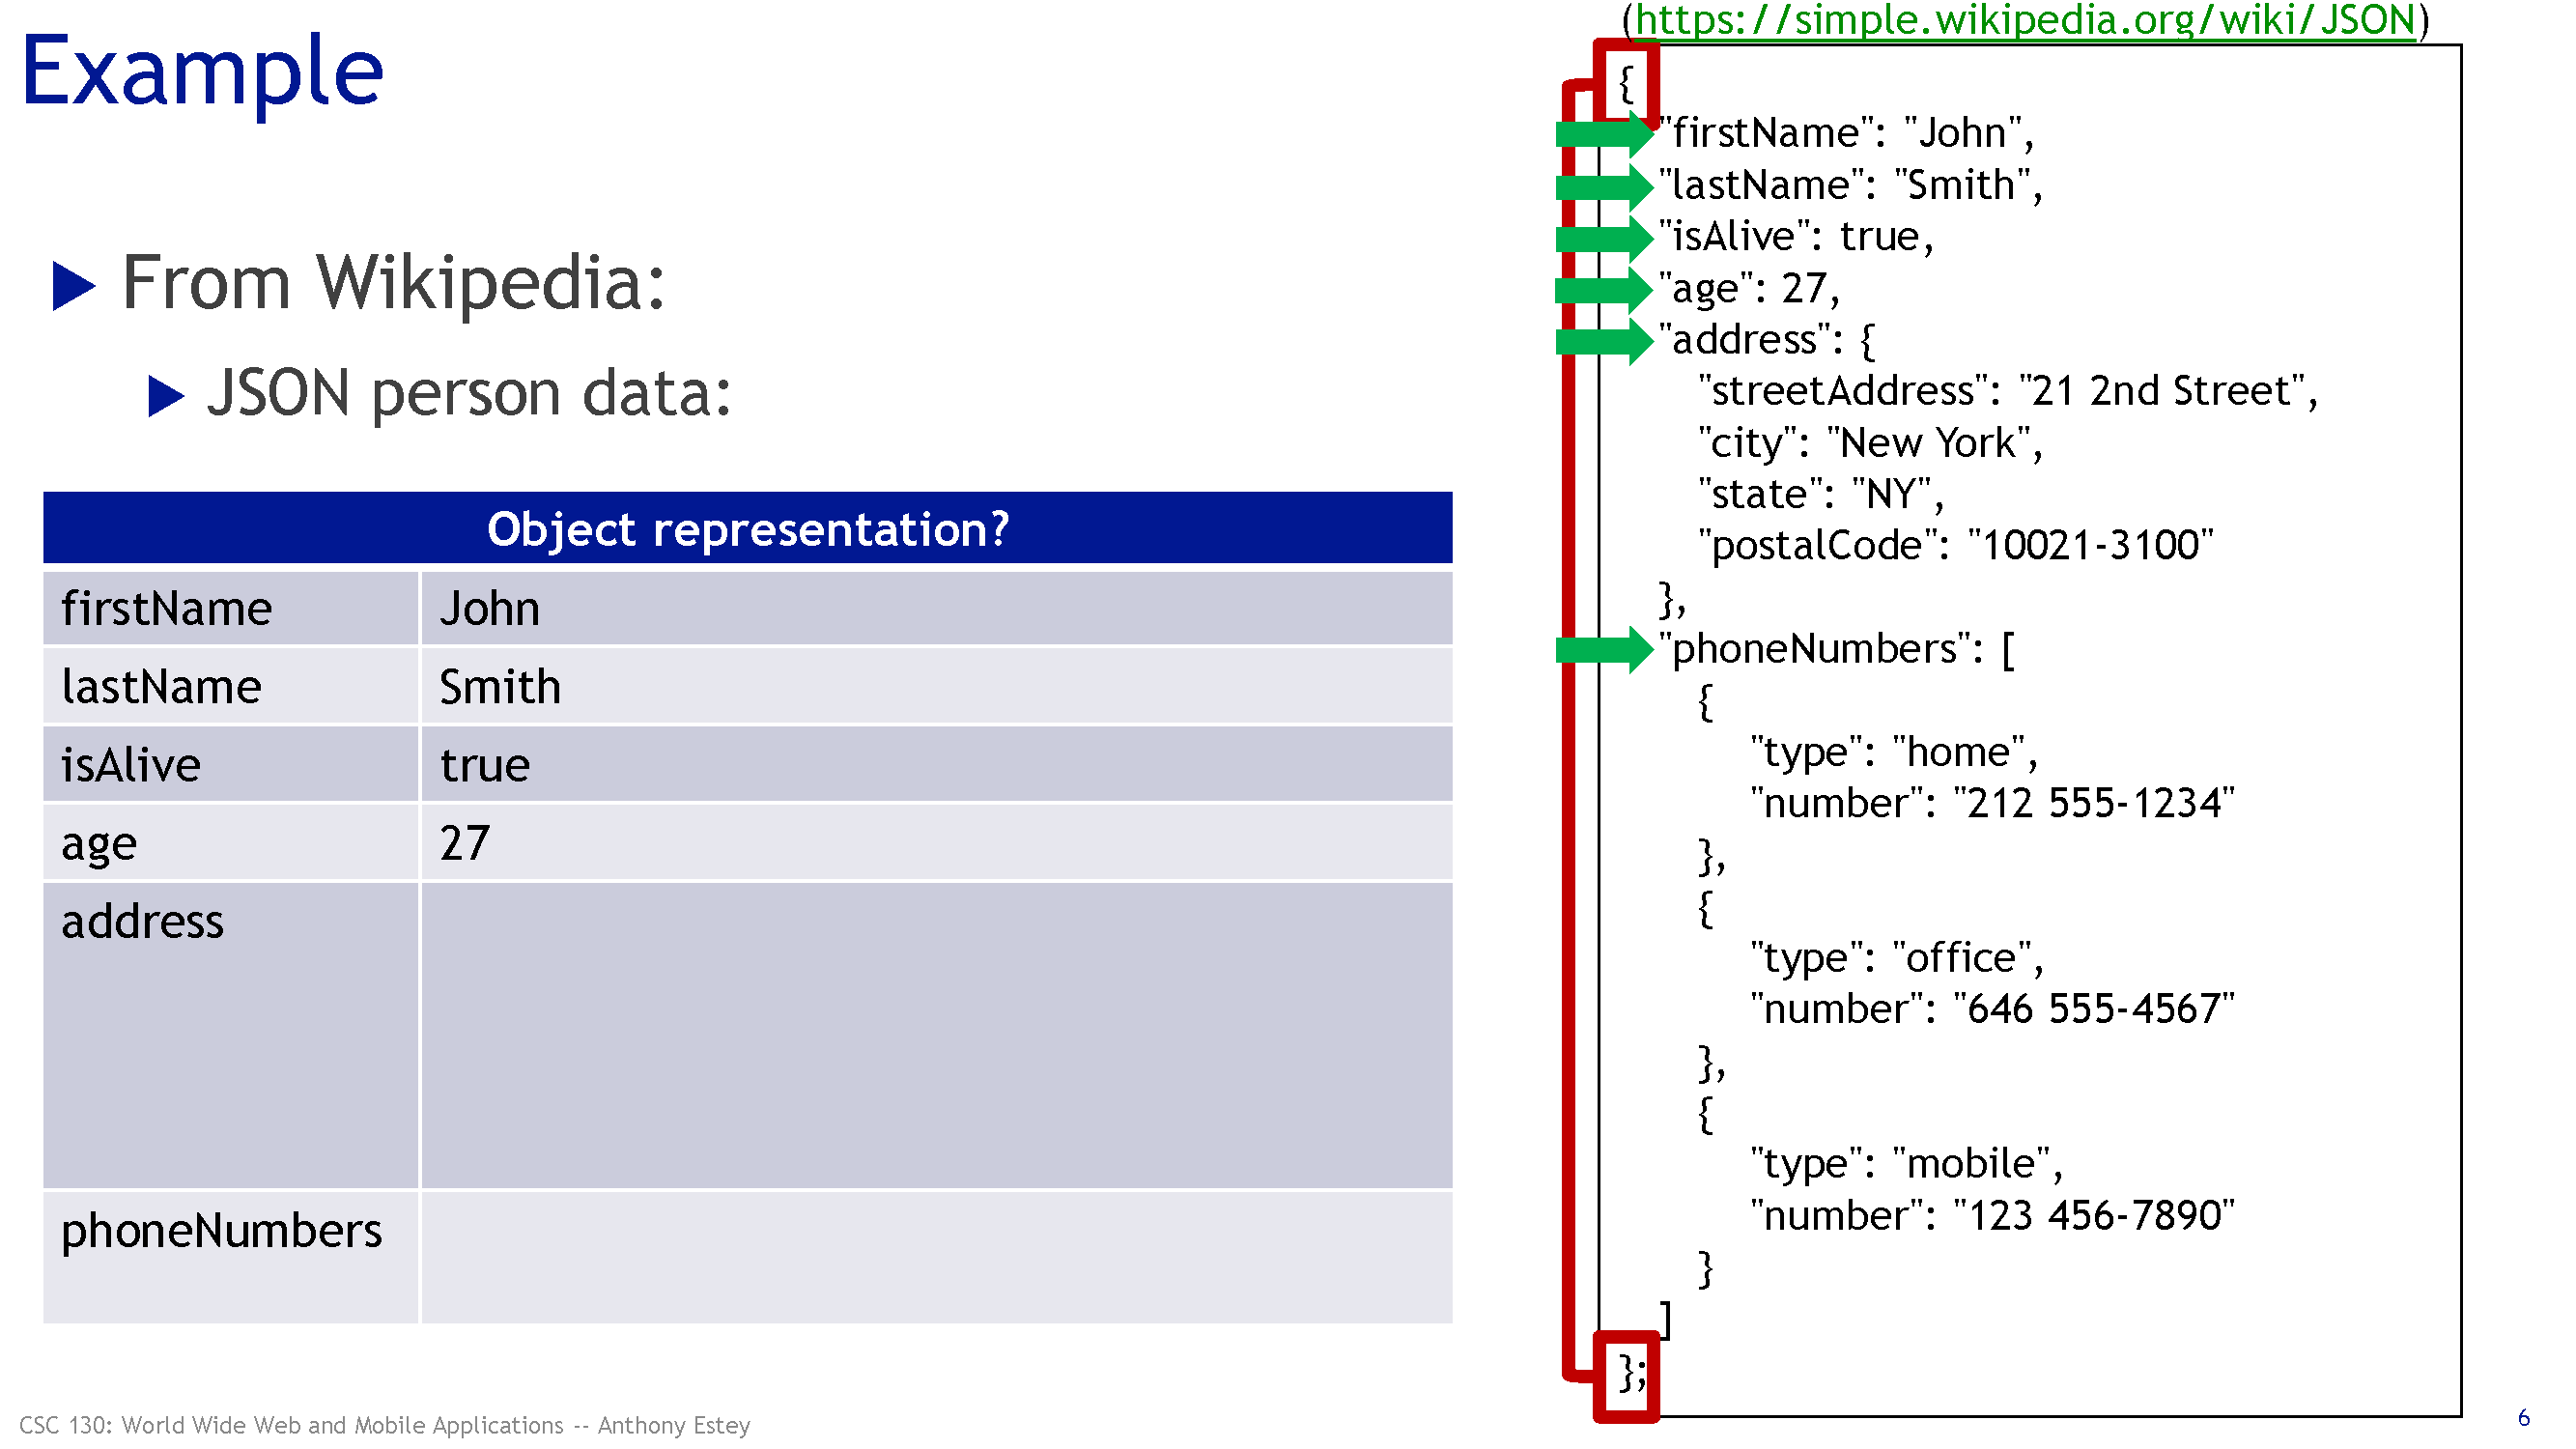 Example
From Wikipedia:
JSON person data:
Object representation?
firstName John
lastName Smith
isAlive true
age 27
address
phoneNumbers
(https://simple.wikipedia.org/wiki/JSON)
{
"firstName": "John",
"lastName": "Smith",
"isAlive": true,
"age": 27,
"address": {
"streetAddress": "21 2nd Street",
"city": "New York",
"state": "NY",
"postalCode": "10021-3100"
},
"phoneNumbers": [
{
"type": "home",
"number": "212 555-1234"
},
{
"type": "office",
"number": "646 555-4567"
},
{
"type": "mobile",
"number": "123 456-7890"
}
]
};
CSC 130: World Wide Web and Mobile Applications -- Anthony Estey
6